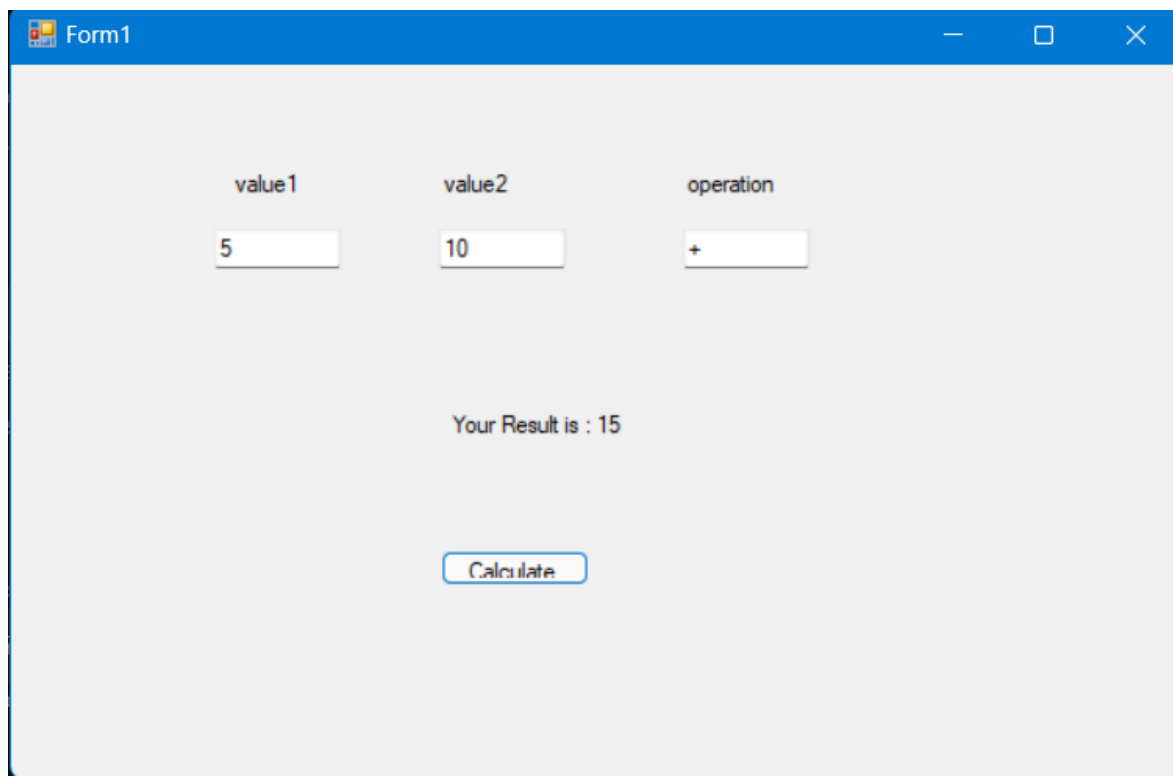 Form1
value1 value2 operation
5 10 +
Your Result is : 15
Calculate